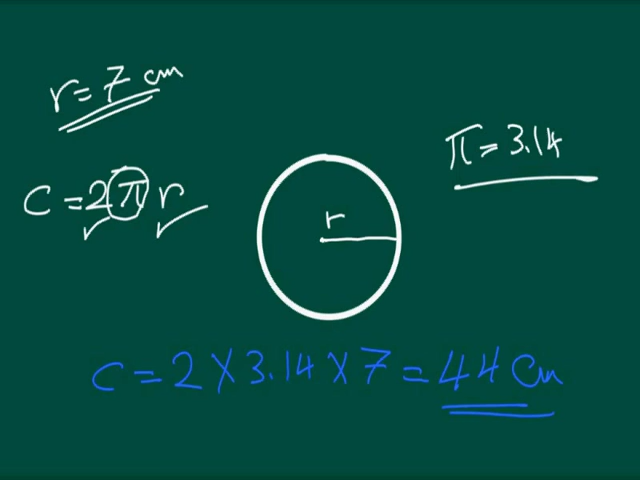 r = 7 cm
π = 3.14
C = 2 π r
r
C = 2 X 3.14 X 7 = 44 cm